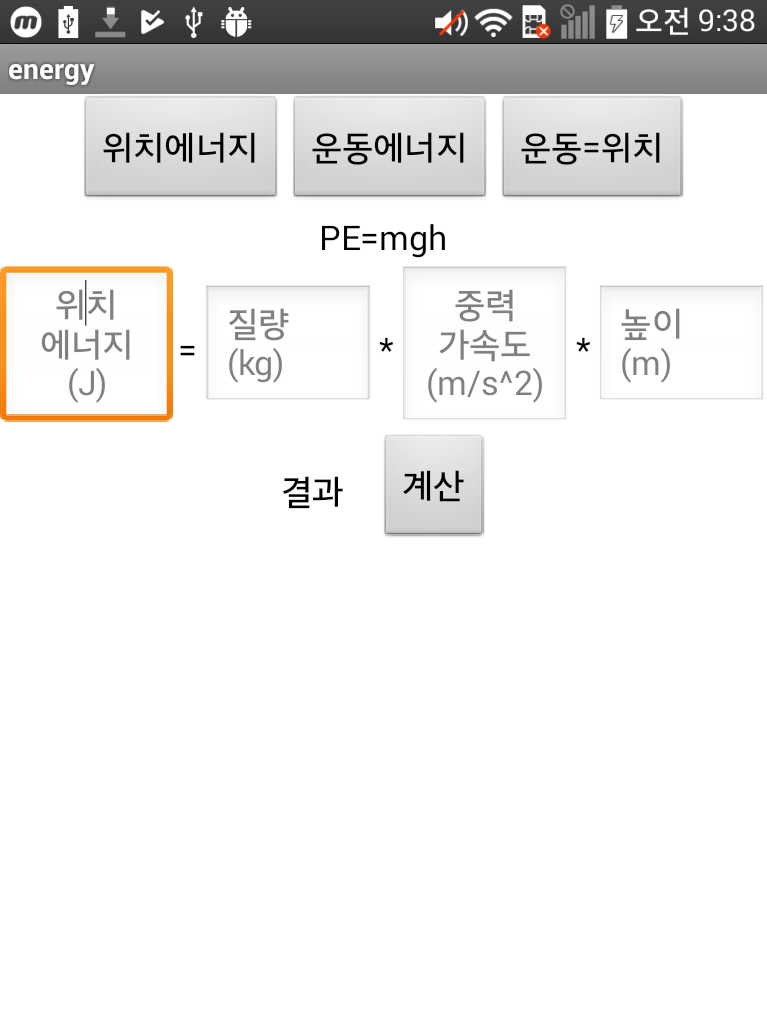 오전 9:38
energy
위치에너지 운동에너지 운동=위치
PE=mgh
위치
에너지
(J)
=
질량
(kg)
*
중력
가속도
(m/s^2)
*
높이
(m)
결과 계산